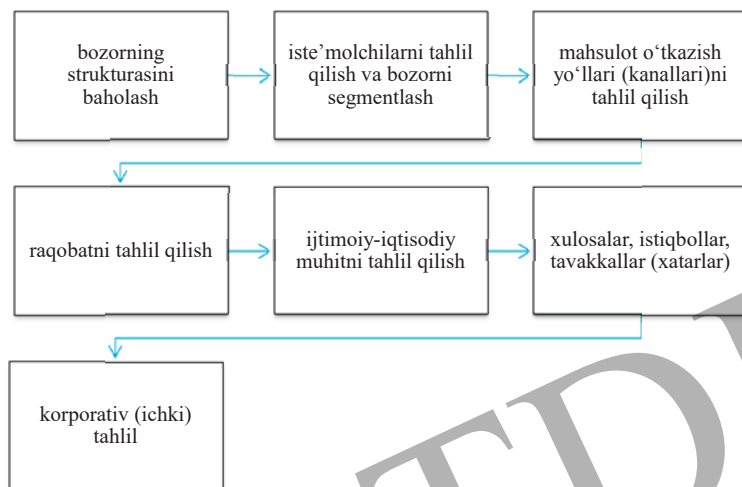 bozorning
strukturasini
baholash
iste’molchilarni tahlil
qilish va bozorni
segmentlash
mahsulot o‘tkazish
yo‘llari (kanallari)ni
tahlil qilish
raqobatni tahlil qilish
ijtimoiy-iqtisodiy
muhitni tahlil qilish
xulosalar, istiqbollar,
tavakkallar (xatarlar)
korporativ (ichki)
tahlil
TD